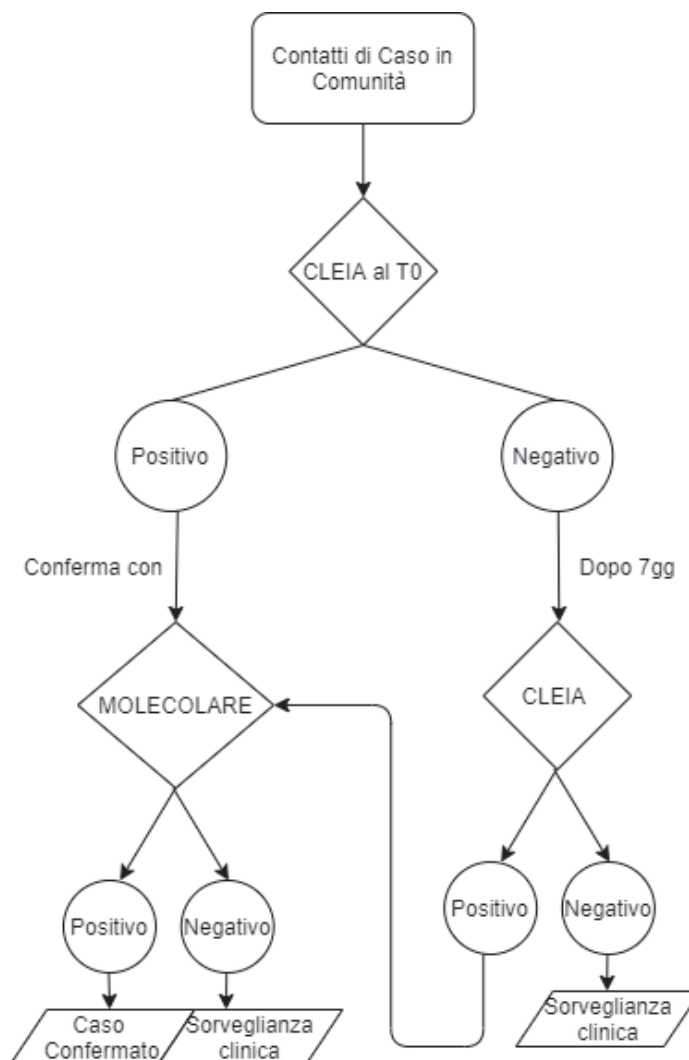 Contatti di Caso in
Comunità
CLEIA al T0
Positivo
Negativo
Conferma con
Dopo 7gg
MOLECOLARE
CLEIA
Positivo
Negativo
Positivo
Negativo
Caso
Confermato
Sorveglianza
clinica
Sorveglianza
clinica